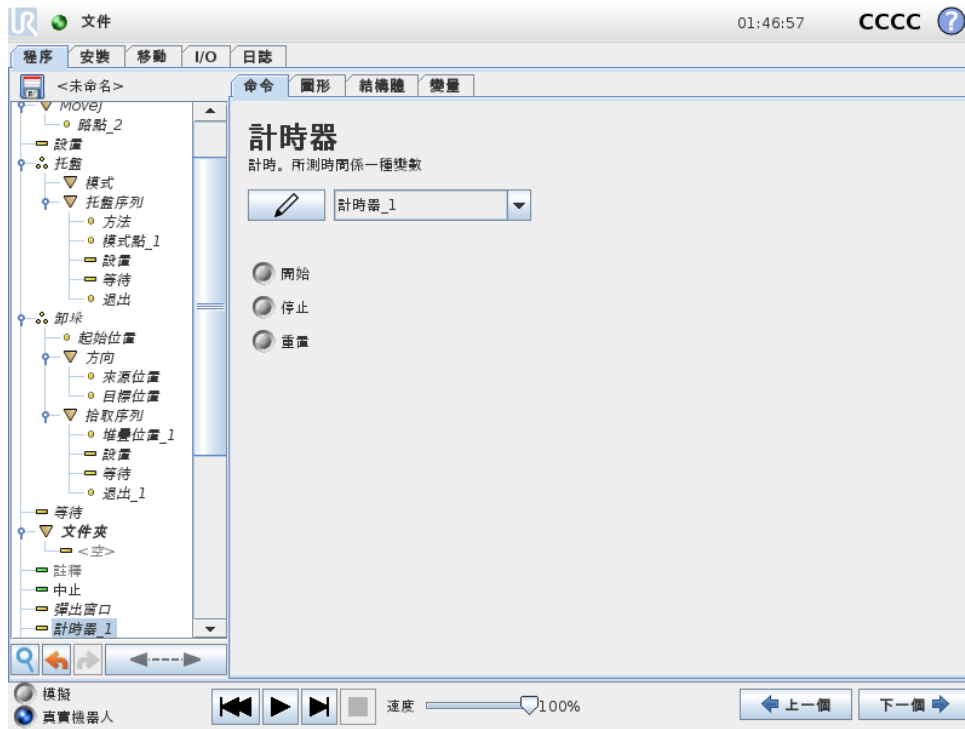 UR 文件 01:46:57 CCCC ?
程序 安裝 移動 I/O 日誌
<未命名>
命令 圖形 結構體 變量
MoveJ
路點_2
設置
托盤
模式
托盤序列
方法
模式點_1
設置
等待
退出
卸垛
起始位置
方向
來源位置
目標位置
拾取序列
堆疊位置_1
設置
等待
退出_1
等待
文件夾
<空>
註釋
中止
彈出窗口
計時器_1
計時器
計時。所測時間係一種變數
計時器_1
開始
停止
重置
模擬
真實機器人
速度 100%
上一個 下一個